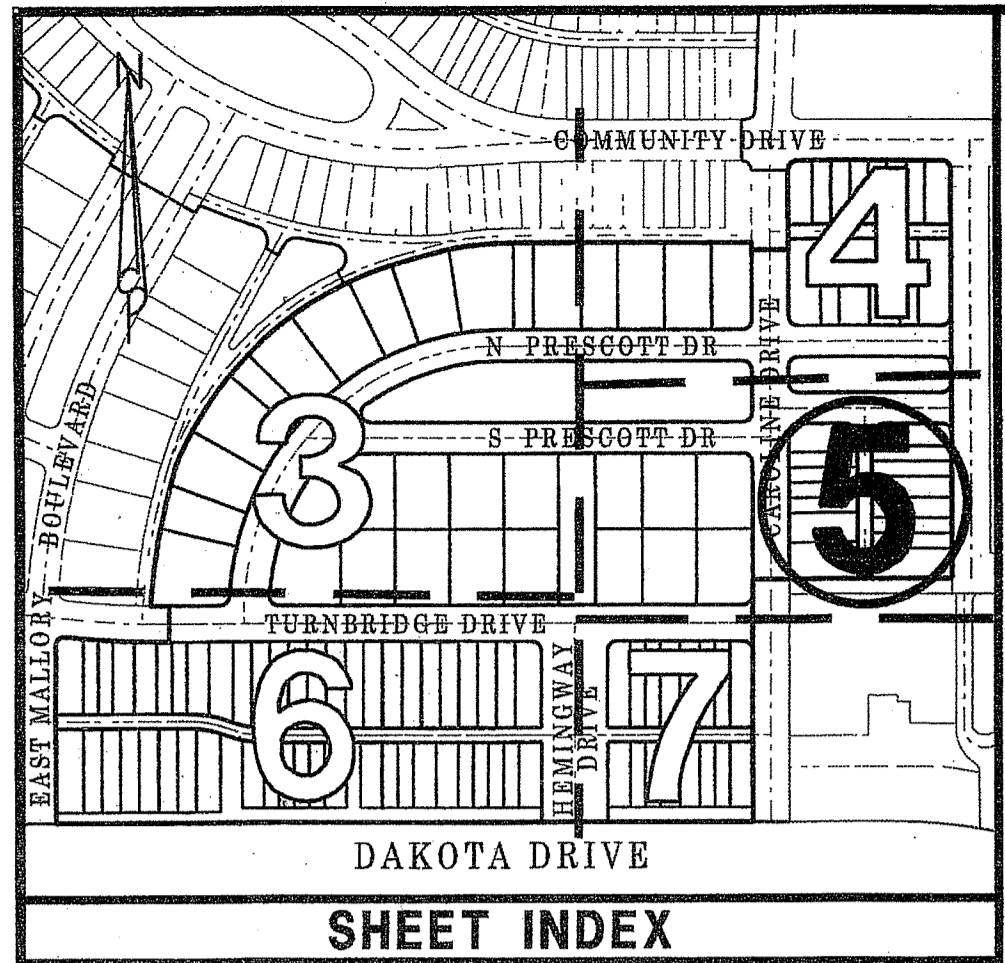 N
COMMUNITY DRIVE
4
CAROLINE DRIVE
N PRESCOTT DR
BOULEVARD
3
S PRESCOTT DR
5
EAST MALLORY
TURNBRIDGE DRIVE
6
HEMINGWAY
DRIVE
7
DAKOTA DRIVE
SHEET INDEX